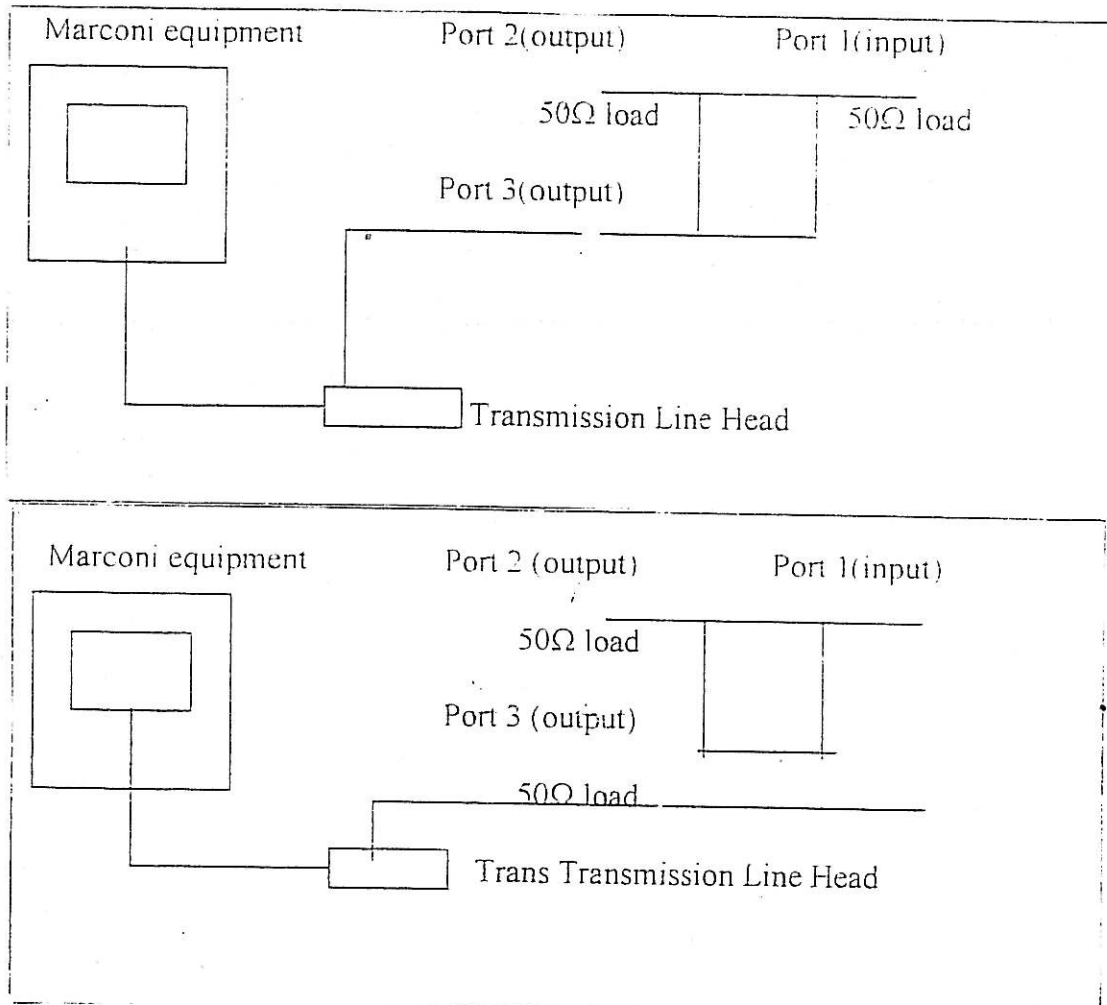 Marconi equipment Port 2(output) Port 1(input)
50Ω load 50Ω load
Port 3(output)
Transmission Line Head
Marconi equipment Port 2 (output) Port 1(input)
50Ω load
Port 3 (output)
50Ω load
Trans Transmission Line Head